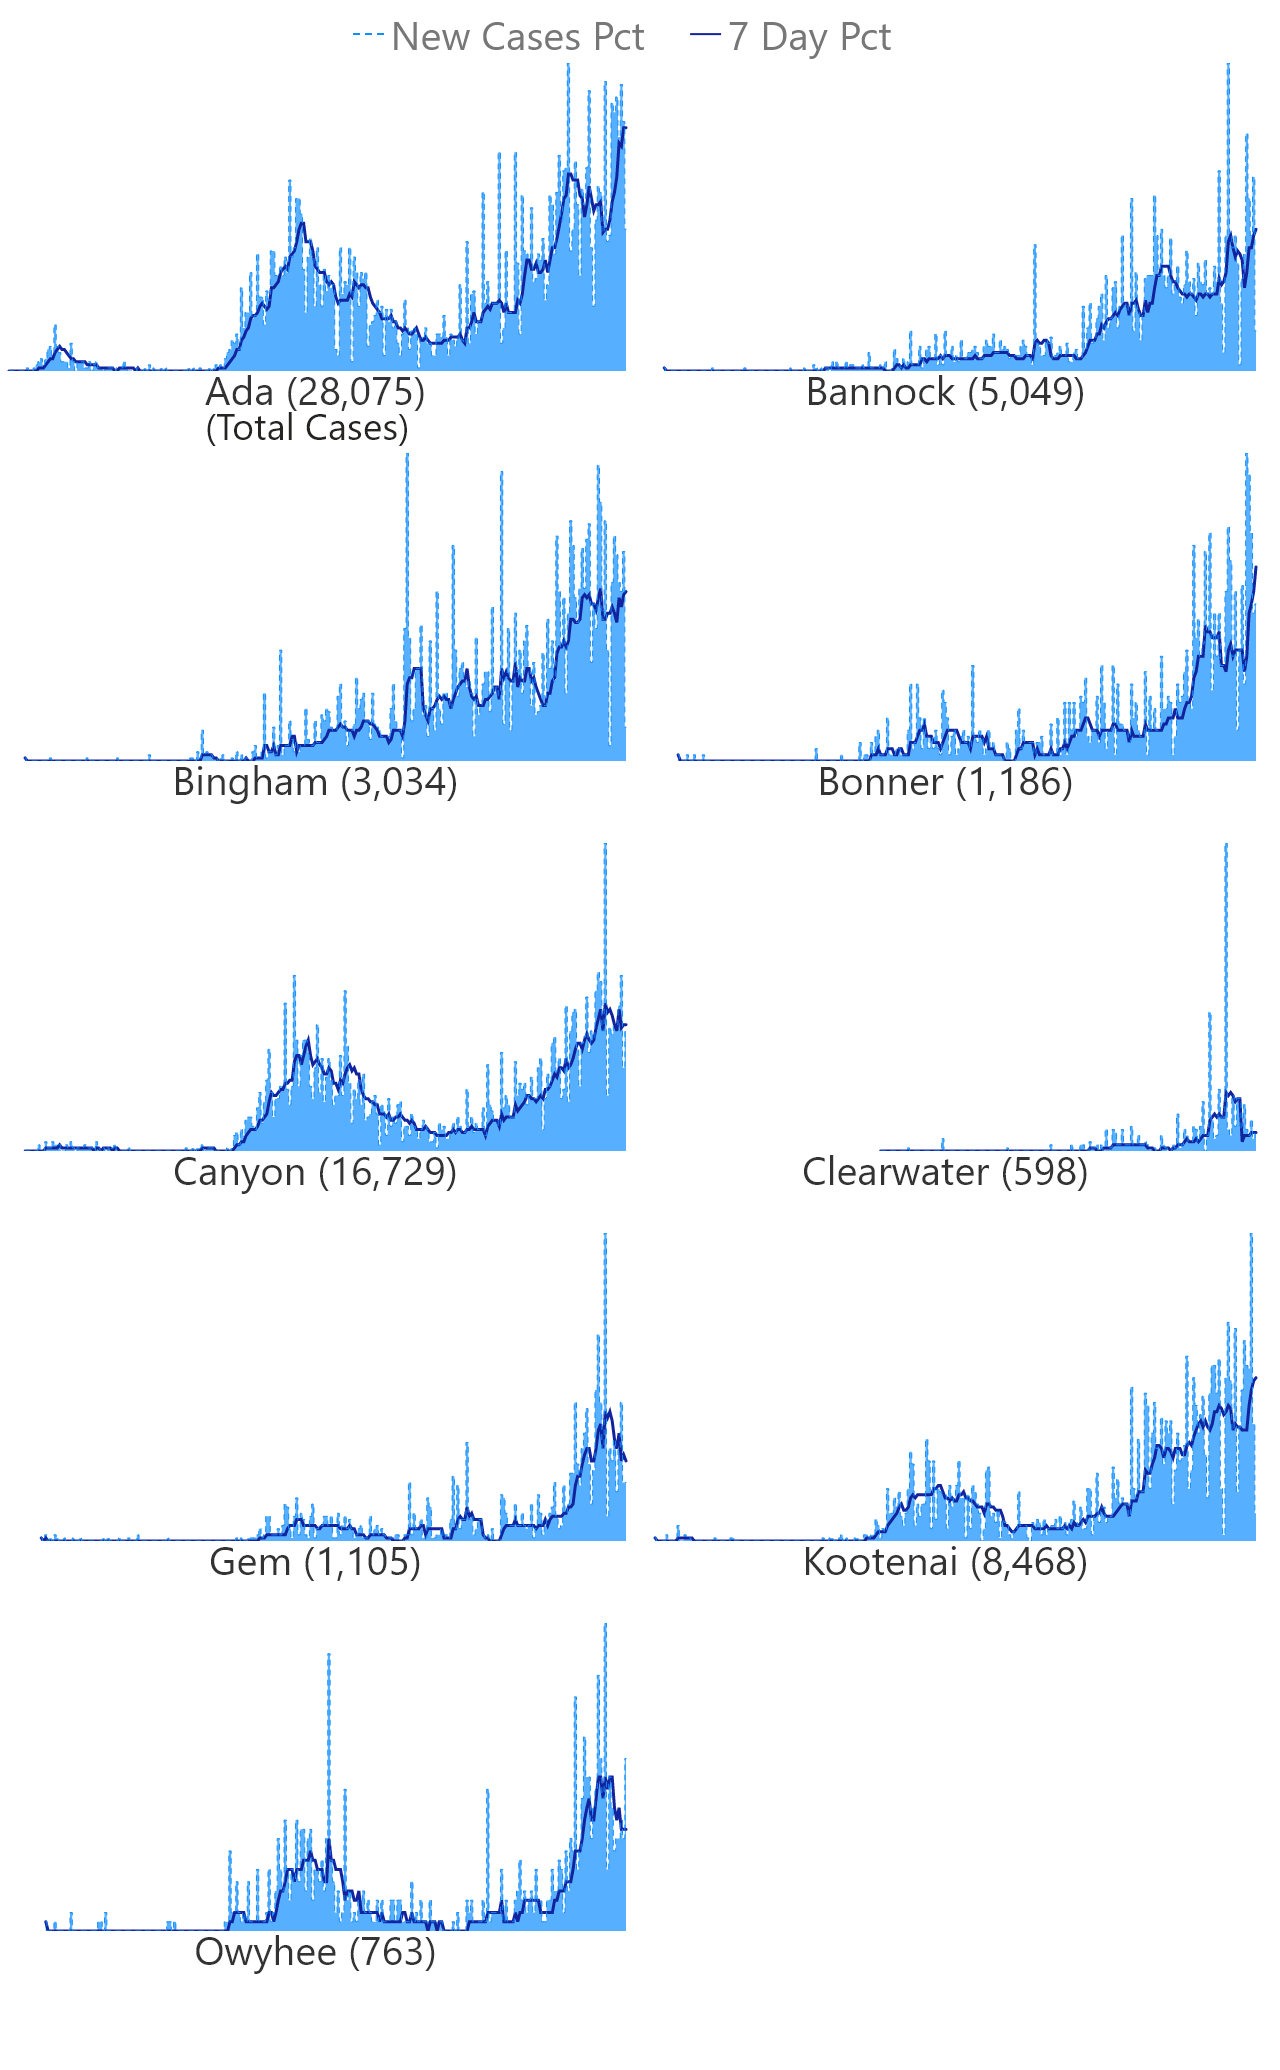 New Cases Pct 7 Day Pct
Ada (28,075) Bannock (5,049)
(Total Cases)
Bingham (3,034) Bonner (1,186)
Canyon (16,729) Clearwater (598)
Gem (1,105) Kootenai (8,468)
Owyhee (763)